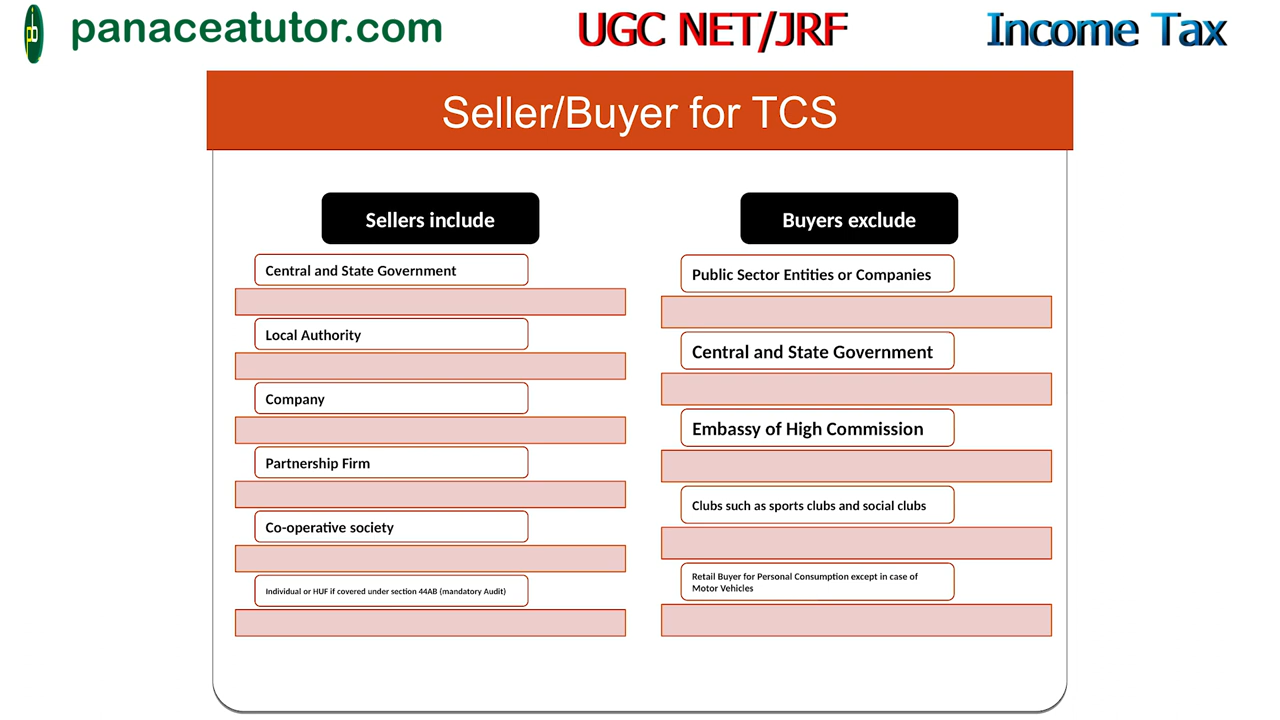 panaceatutor.com
UGC NET/JRF
Income Tax
Seller/Buyer for TCS
Sellers include
Central and State Government
Local Authority
Company
Partnership Firm
Co-operative society
Individual or HUF if covered under section 44AB (mandatory Audit)
Buyers exclude
Public Sector Entities or Companies
Central and State Government
Embassy of High Commission
Clubs such as sports clubs and social clubs
Retail Buyer for Personal Consumption except in case of
Motor Vehicles